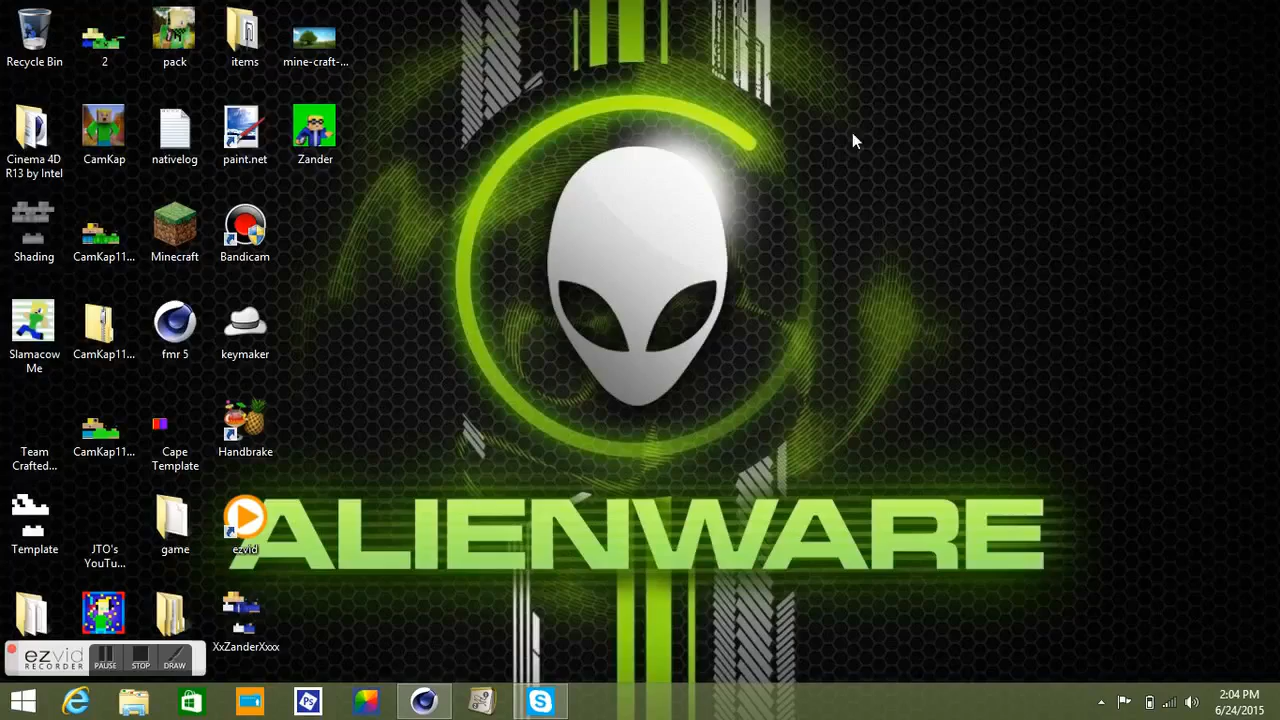 Recycle Bin
2
pack
items
mine-craft-...
Cinema 4D
R13 by Intel
CamKap
nativelog
paint.net
Zander
Shading
CamKap11...
Minecraft
Bandicam
Slamacow
Me
CamKap11...
fmr 5
keymaker
Team
Crafted...
CamKap11...
Cape
Template
Handbrake
Template
JTO's
YouTu...
game
ezvid
ALIENWARE
XxZanderXxxx
ezvid
RECORDER
PAUSE
STOP
DRAW
Ps
2:04 PM
6/24/2015